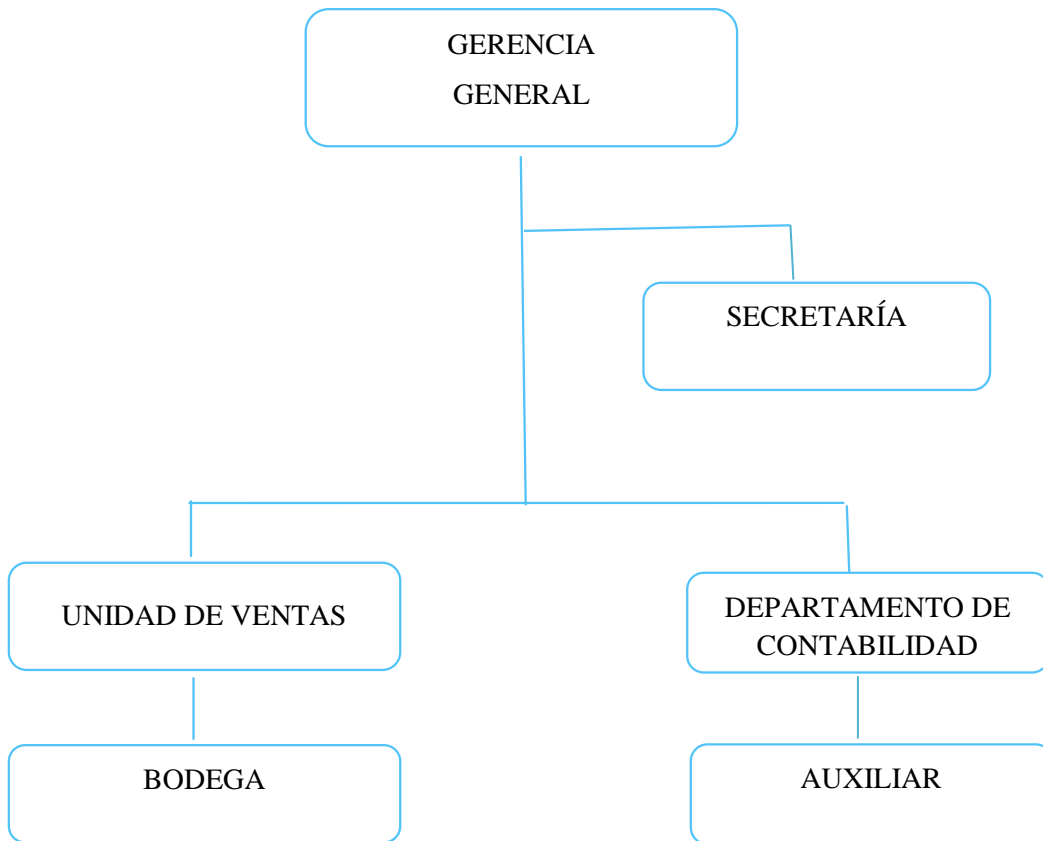 GERENCIA
GENERAL
SECRETARÍA
UNIDAD DE VENTAS
DEPARTAMENTO DE
CONTABILIDAD
BODEGA
AUXILIAR